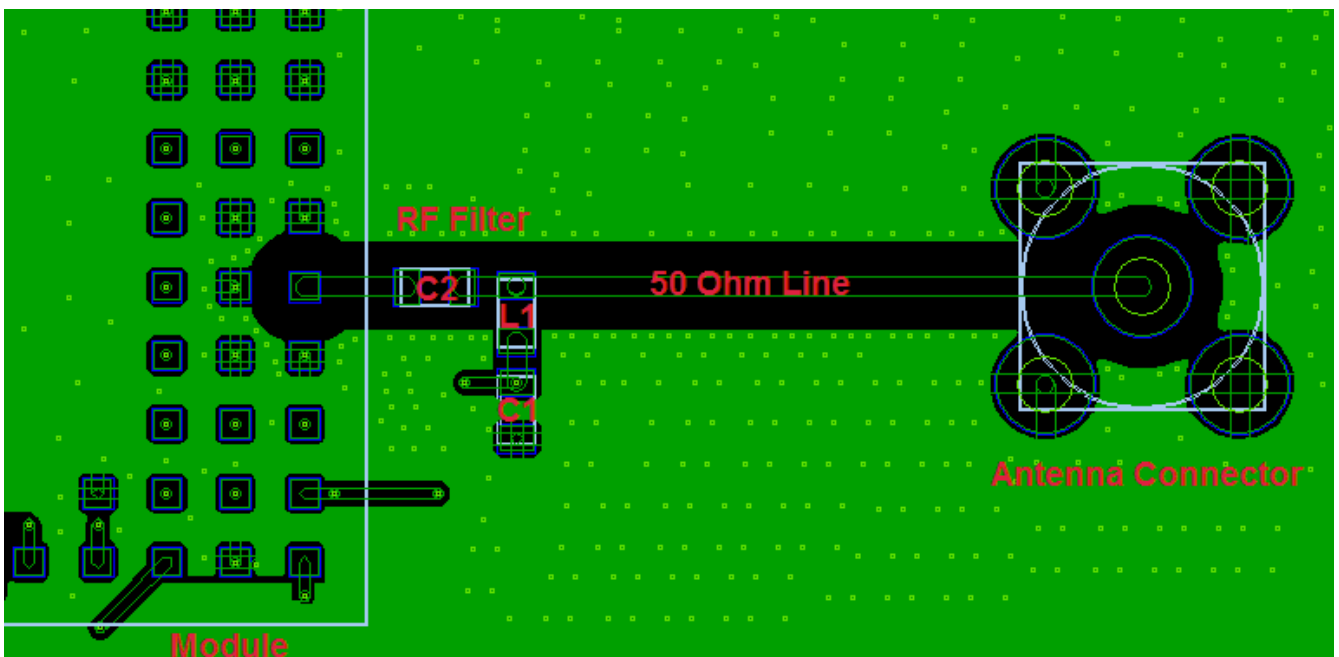 RF Filter
C2
L1
50 Ohm Line
C1
Antenna Connector
Module